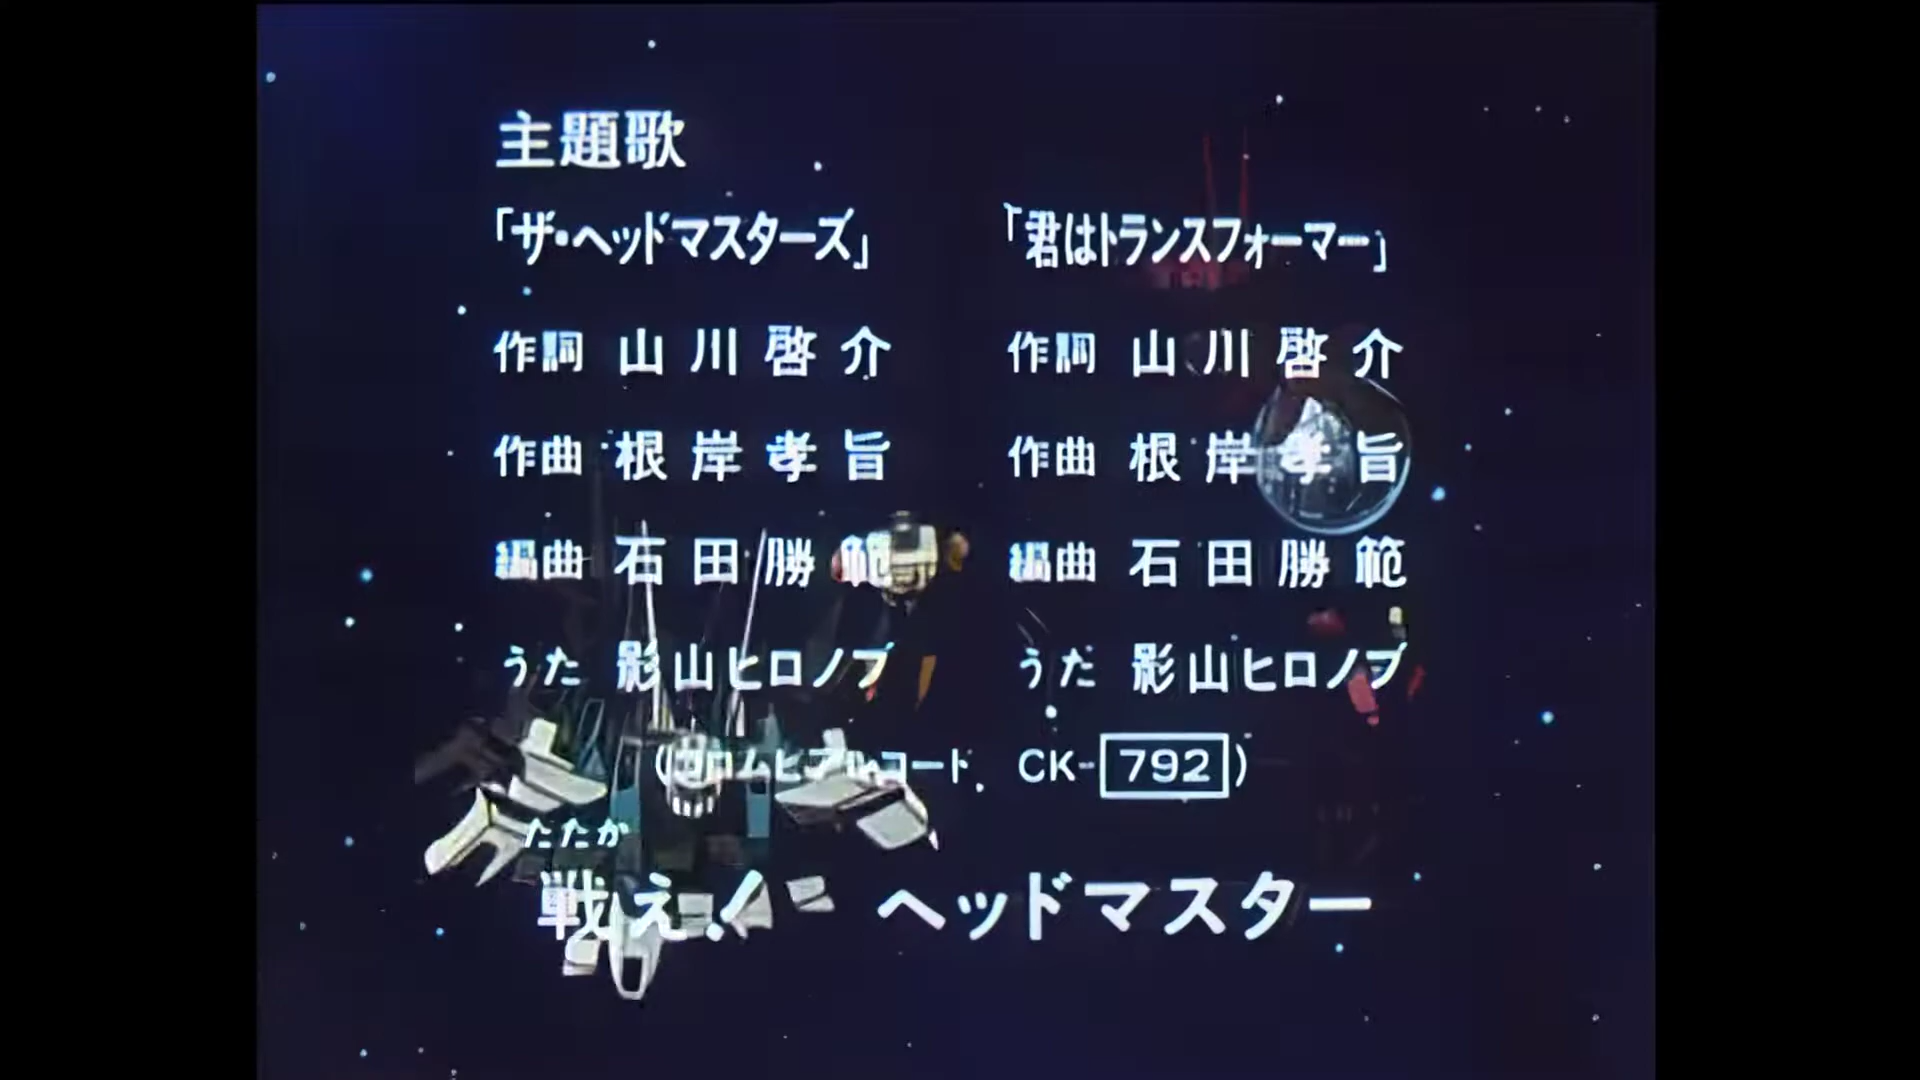 主題歌
「ザ・ヘッドマスターズ」 「君はトランスフォーマー」
作詞 山川啓介 作詞 山川啓介
作曲 根岸孝旨 作曲 根岸孝旨
編曲 石田勝範 編曲 石田勝範
うた 影山ヒロノブ うた 影山ヒロノブ
(コロムビアレコード、CK-792)
たたか
戦え! ヘッドマスター